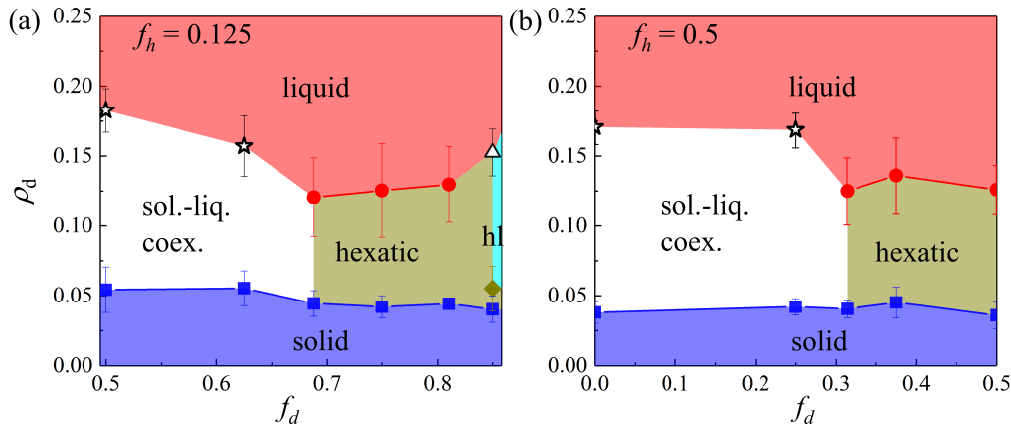 (a)
f_h = 0.125
liquid
sol.-liq.
coex.
hexatic
hl
solid
ρ_d
0.25
0.20
0.15
0.10
0.05
0.00
0.5
0.6
0.7
0.8
f_d
(b)
f_h = 0.5
liquid
sol.-liq.
coex.
hexatic
solid
0.25
0.20
0.15
0.10
0.05
0.00
0.0
0.1
0.2
0.3
0.4
0.5
f_d